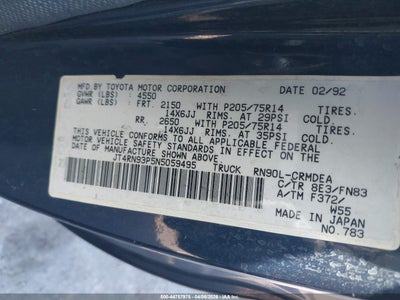 MFD BY TOYOTA MOTOR CORPORATION DATE 02/92
GVWR (LBS) 4550
GAWR (LBS) FRT. 2150 WITH P205/75R14 TIRES.
14X6JJ RIMS. AT 29PSI
RR. 2650 WITH P205/75R14 TIRES.
14X6JJ RIMS. AT 35PSI
THIS VEHICLE CONFORMS TO ALL APPLICABLE FEDERAL
MOTOR VEHICLE SAFETY STANDARDS IN EFFECT ON
THE DATE OF MANUFACTURE SHOWN ABOVE.
JT4RN93P5N5059495 TRUCK RN90L-CRMDEA
C/TR 8E3/FN83
A/TM F372/
W55
MADE IN JAPAN
NO. 783